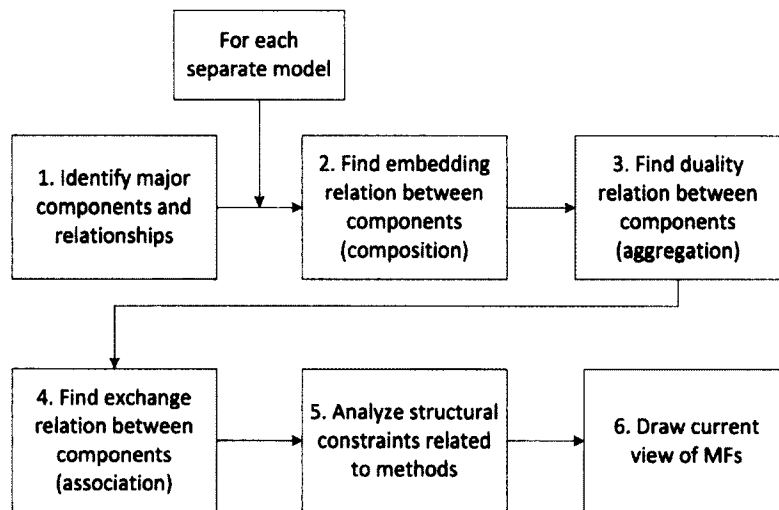 For each
separate model
1. Identify major
components and
relationships
2. Find embedding
relation between
components
(composition)
3. Find duality
relation between
components
(aggregation)
4. Find exchange
relation between
components
(association)
5. Analyze structural
constraints related
to methods
6. Draw current
view of MFs